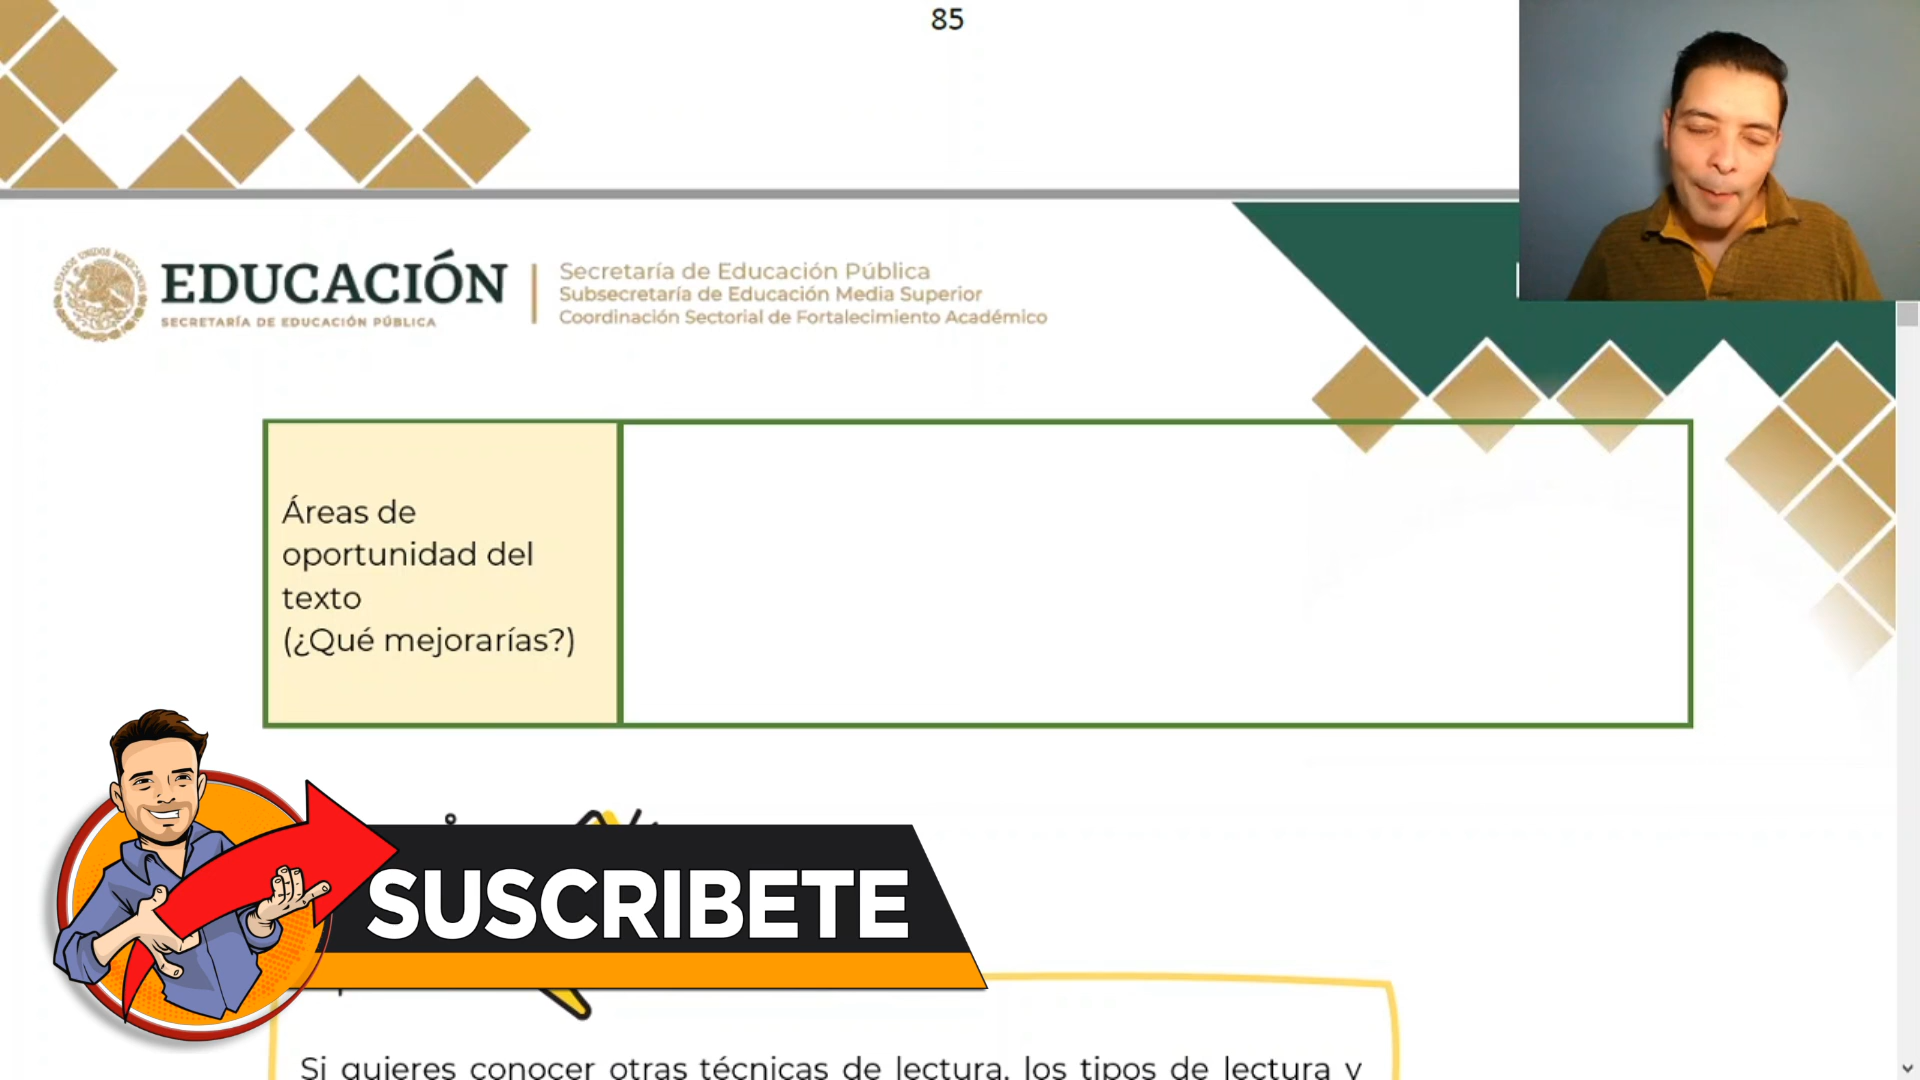 85
EDUCACIÓN
SECRETARÍA DE EDUCACIÓN PÚBLICA
Secretaría de Educación Pública
Subsecretaría de Educación Media Superior
Coordinación Sectorial de Fortalecimiento Académico
Áreas de
oportunidad del
texto
(¿Qué mejorarías?)
SUSCRIBETE
Si quieres conocer otras técnicas de lectura, los tipos de lectura y